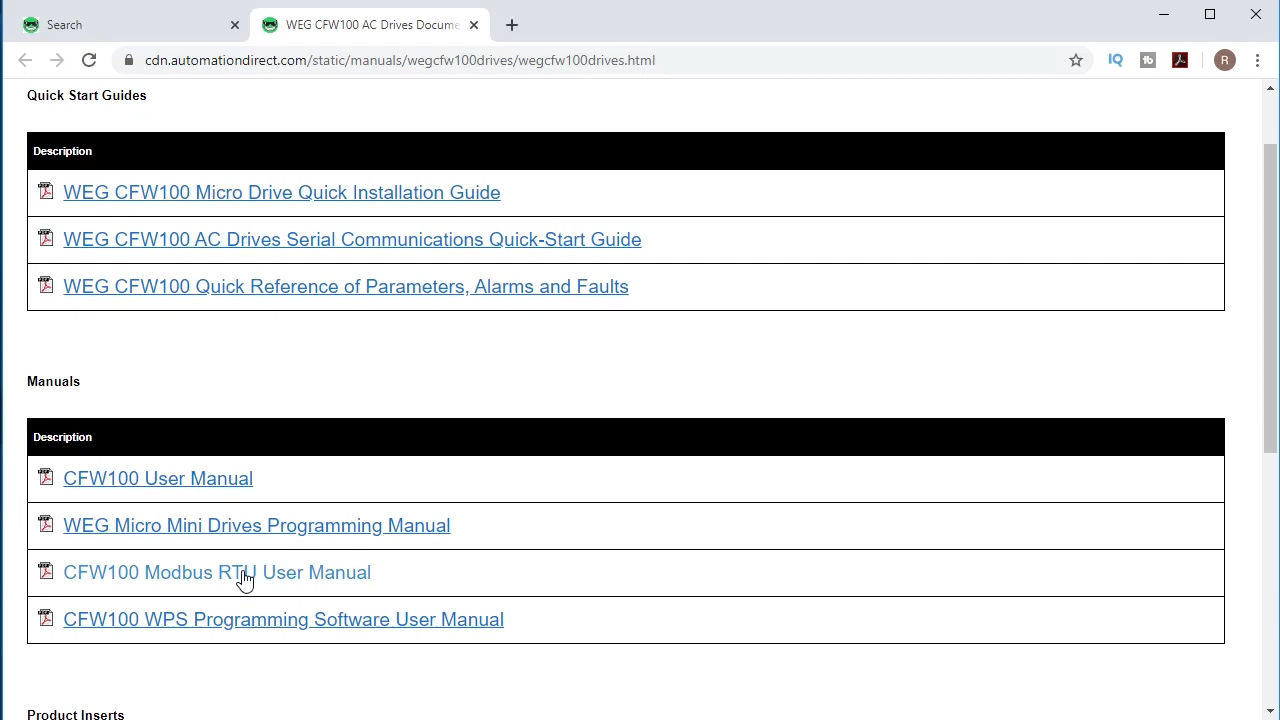 Search
WEG CFW100 AC Drives Docume
cdn.automationdirect.com/static/manuals/wegcfw100drives/wegcfw100drives.html
IQ
R
Quick Start Guides
Description
WEG CFW100 Micro Drive Quick Installation Guide
WEG CFW100 AC Drives Serial Communications Quick-Start Guide
WEG CFW100 Quick Reference of Parameters, Alarms and Faults
Manuals
Description
CFW100 User Manual
WEG Micro Mini Drives Programming Manual
CFW100 Modbus RTU User Manual
CFW100 WPS Programming Software User Manual
Product Inserts